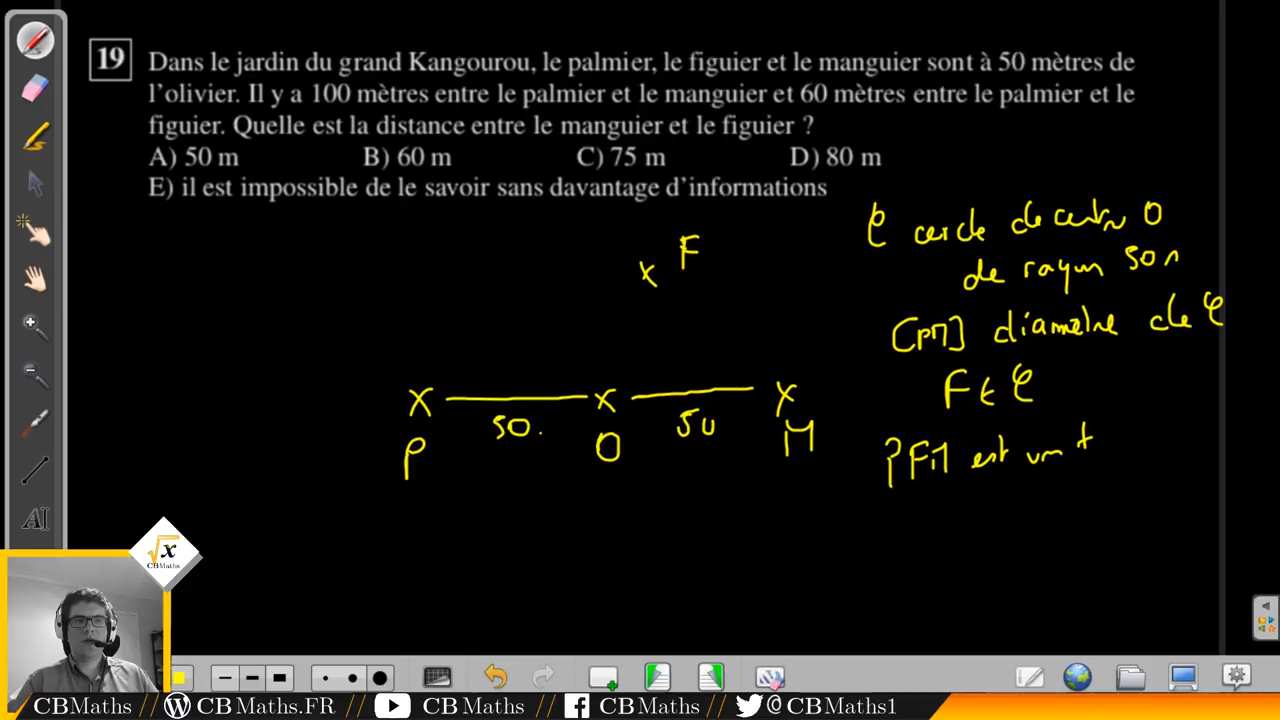 19
Dans le jardin du grand Kangourou, le palmier, le figuier et le manguier sont à 50 mètres de
l'olivier. Il y a 100 mètres entre le palmier et le manguier et 60 mètres entre le palmier et le
figuier. Quelle est la distance entre le manguier et le figuier ?
A) 50 m B) 60 m C) 75 m D) 80 m
E) il est impossible de le savoir sans davantage d'informations
C cercle de centre O
de rayon 50 m
[PM] diamètre de C
F ∈ C
PFM est un t
x F
x x x
50. 50
P O M
AI
√x
CBMaths
CBMaths // CBMaths.FR // CBMaths // CBMaths // @CBMaths1